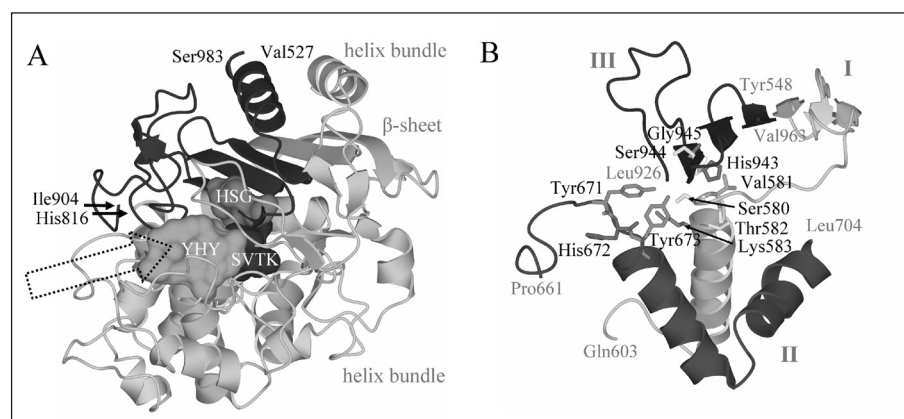 A
Ser983
Val527
helix bundle
β-sheet
Ile904
His816
HSG
YHY
SVTK
helix bundle
B
III
Tyr548
I
Gly945
Val963
Ser944
Leu926
His943
Tyr671
Val581
Ser580
Thr582
Leu704
His672
Tyr673
Lys583
Pro661
Gln603
II